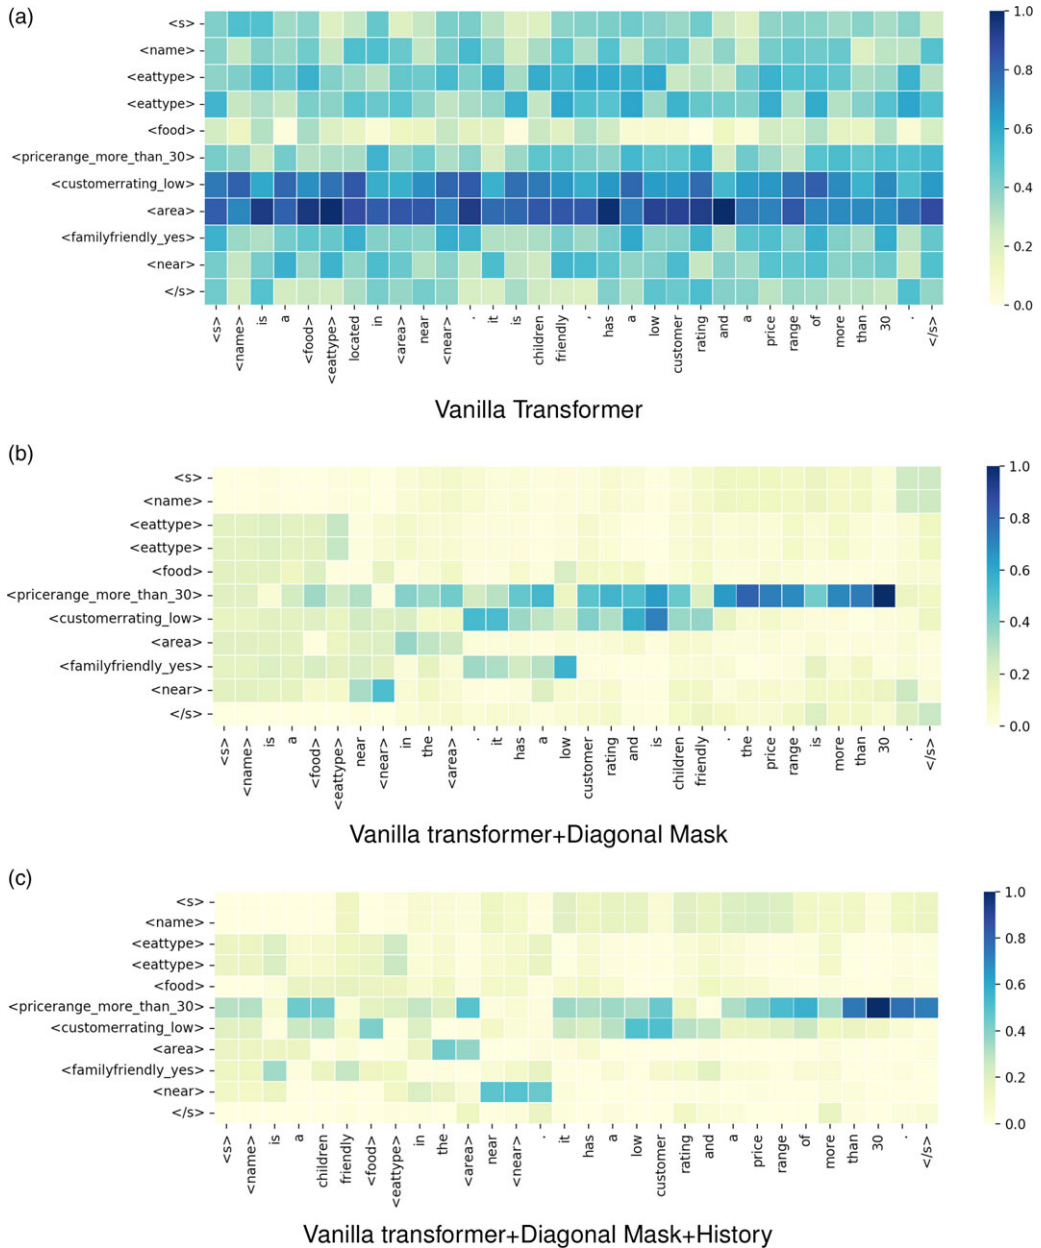 (a)
<s>
<name>
<eattype>
<eattype>
<food>
<pricerange_more_than_30>
<customerrating_low>
<area>
<familyfriendly_yes>
<near>
</s>
1.0
0.8
0.6
0.4
0.2
0.0
<s> <name> is a <food> <eattype> located in <area> near <near> . it is children friendly , has a low customer rating and a price range of more than 30 . </s>
Vanilla Transformer
(b)
<s>
<name>
<eattype>
<eattype>
<food>
<pricerange_more_than_30>
<customerrating_low>
<area>
<familyfriendly_yes>
<near>
</s>
1.0
0.8
0.6
0.4
0.2
0.0
<s> <name> is a <food> <eattype> near <near> in the <area> . it has a low customer rating and is children friendly . the price range is more than 30 . </s>
Vanilla transformer+Diagonal Mask
(c)
<s>
<name>
<eattype>
<eattype>
<food>
<pricerange_more_than_30>
<customerrating_low>
<area>
<familyfriendly_yes>
<near>
</s>
1.0
0.8
0.6
0.4
0.2
0.0
<s> <name> is a children friendly <food> <eattype> in the <area> near <near> . it has a low customer rating and a price range of more than 30 . </s>
Vanilla transformer+Diagonal Mask+History